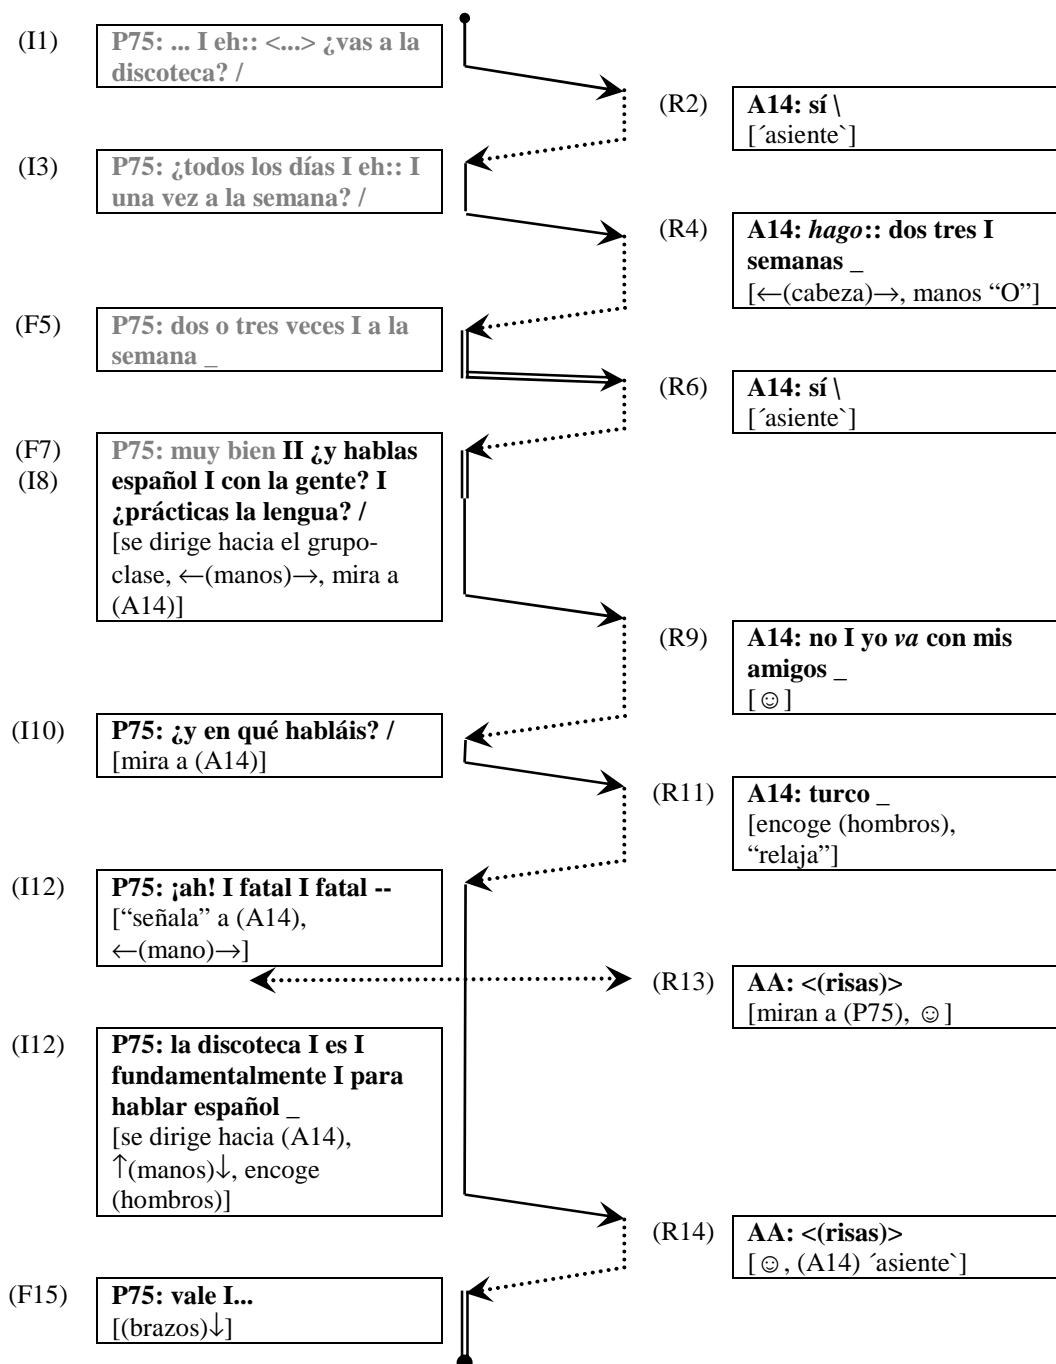 (I1)
P75: ... I eh:: <...> ¿vas a la
discoteca? /
(R2)
A14: sí \
[´asiente`]
(I3)
P75: ¿todos los días I eh:: I
una vez a la semana? /
(R4)
A14: hago:: dos tres I
semanas _
[←(cabeza)→, manos “O”]
(F5)
P75: dos o tres veces I a la
semana _
(R6)
A14: sí \
[´asiente`]
(F7)
(I8)
P75: muy bien II ¿y hablas
español I con la gente? I
¿prácticas la lengua? /
[se dirige hacia el grupo-
clase, ←(manos)→, mira a
(A14)]
(R9)
A14: no I yo va con mis
amigos _
[☺]
(I10)
P75: ¿y en qué habláis? /
[mira a (A14)]
(R11)
A14: turco _
[encoge (hombros),
“relaja”]
(I12)
P75: ¡ah! I fatal I fatal --
[“señala” a (A14),
←(mano)→]
(R13)
AA: <(risas)>
[miran a (P75), ☺]
(I12)
P75: la discoteca I es I
fundamentalmente I para
hablar español _
[se dirige hacia (A14),
↑(manos)↓, encoge
(hombros)]
(R14)
AA: <(risas)>
[☺, (A14) ´asiente`]
(F15)
P75: vale I...
[(brazos)↓]